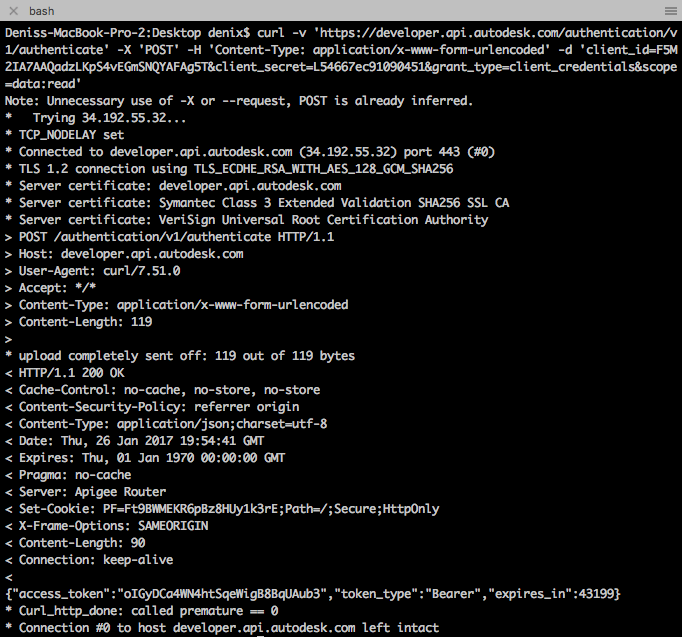 bash
Deniss-MacBook-Pro-2:Desktop denix$ curl -v 'https://developer.api.autodesk.com/authentication/v
1/authenticate' -X 'POST' -H 'Content-Type: application/x-www-form-urlencoded' -d 'client_id=F5M
2IA7AAQadzLKpS4vEGmSNQYAFAg5T&client_secret=L54667ec91090451&grant_type=client_credentials&scope
=data:read'
Note: Unnecessary use of -X or --request, POST is already inferred.
*   Trying 34.192.55.32...
* TCP_NODELAY set
* Connected to developer.api.autodesk.com (34.192.55.32) port 443 (#0)
* TLS 1.2 connection using TLS_ECDHE_RSA_WITH_AES_128_GCM_SHA256
* Server certificate: developer.api.autodesk.com
* Server certificate: Symantec Class 3 Extended Validation SHA256 SSL CA
* Server certificate: VeriSign Universal Root Certification Authority
> POST /authentication/v1/authenticate HTTP/1.1
> Host: developer.api.autodesk.com
> User-Agent: curl/7.51.0
> Accept: */*
> Content-Type: application/x-www-form-urlencoded
> Content-Length: 119
>
* upload completely sent off: 119 out of 119 bytes
< HTTP/1.1 200 OK
< Cache-Control: no-cache, no-store, no-store
< Content-Security-Policy: referrer origin
< Content-Type: application/json;charset=utf-8
< Date: Thu, 26 Jan 2017 19:54:41 GMT
< Expires: Thu, 01 Jan 1970 00:00:00 GMT
< Pragma: no-cache
< Server: Apigee Router
< Set-Cookie: PF=Ft9BWMEKR6pBz8HUy1k3rE;Path=/;Secure;HttpOnly
< X-Frame-Options: SAMEORIGIN
< Content-Length: 90
< Connection: keep-alive
<
{"access_token":"oIGyDCa4WN4htSqeWigB8BqUAub3","token_type":"Bearer","expires_in":43199}
* Curl_http_done: called premature == 0
* Connection #0 to host developer.api.autodesk.com left intact